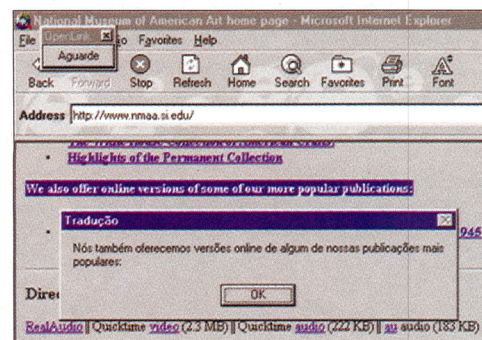 National Museum of American Art home page - Microsoft Internet Explorer
OpenLink
File Go Favorites Help
Aguarde
Back Forward Stop Refresh Home Search Favorites Print Font
Address http://www.nmaa.si.edu/
Highlights of the Permanent Collection
We also offer online versions of some of our more popular publications:
Tradução
945
Nós também oferecemos versões online de algum de nossas publicações mais
populares:
OK
RealAudio || Quicktime video (2.3 MB) || Quicktime audio (222 KB) || au audio (183 KB)